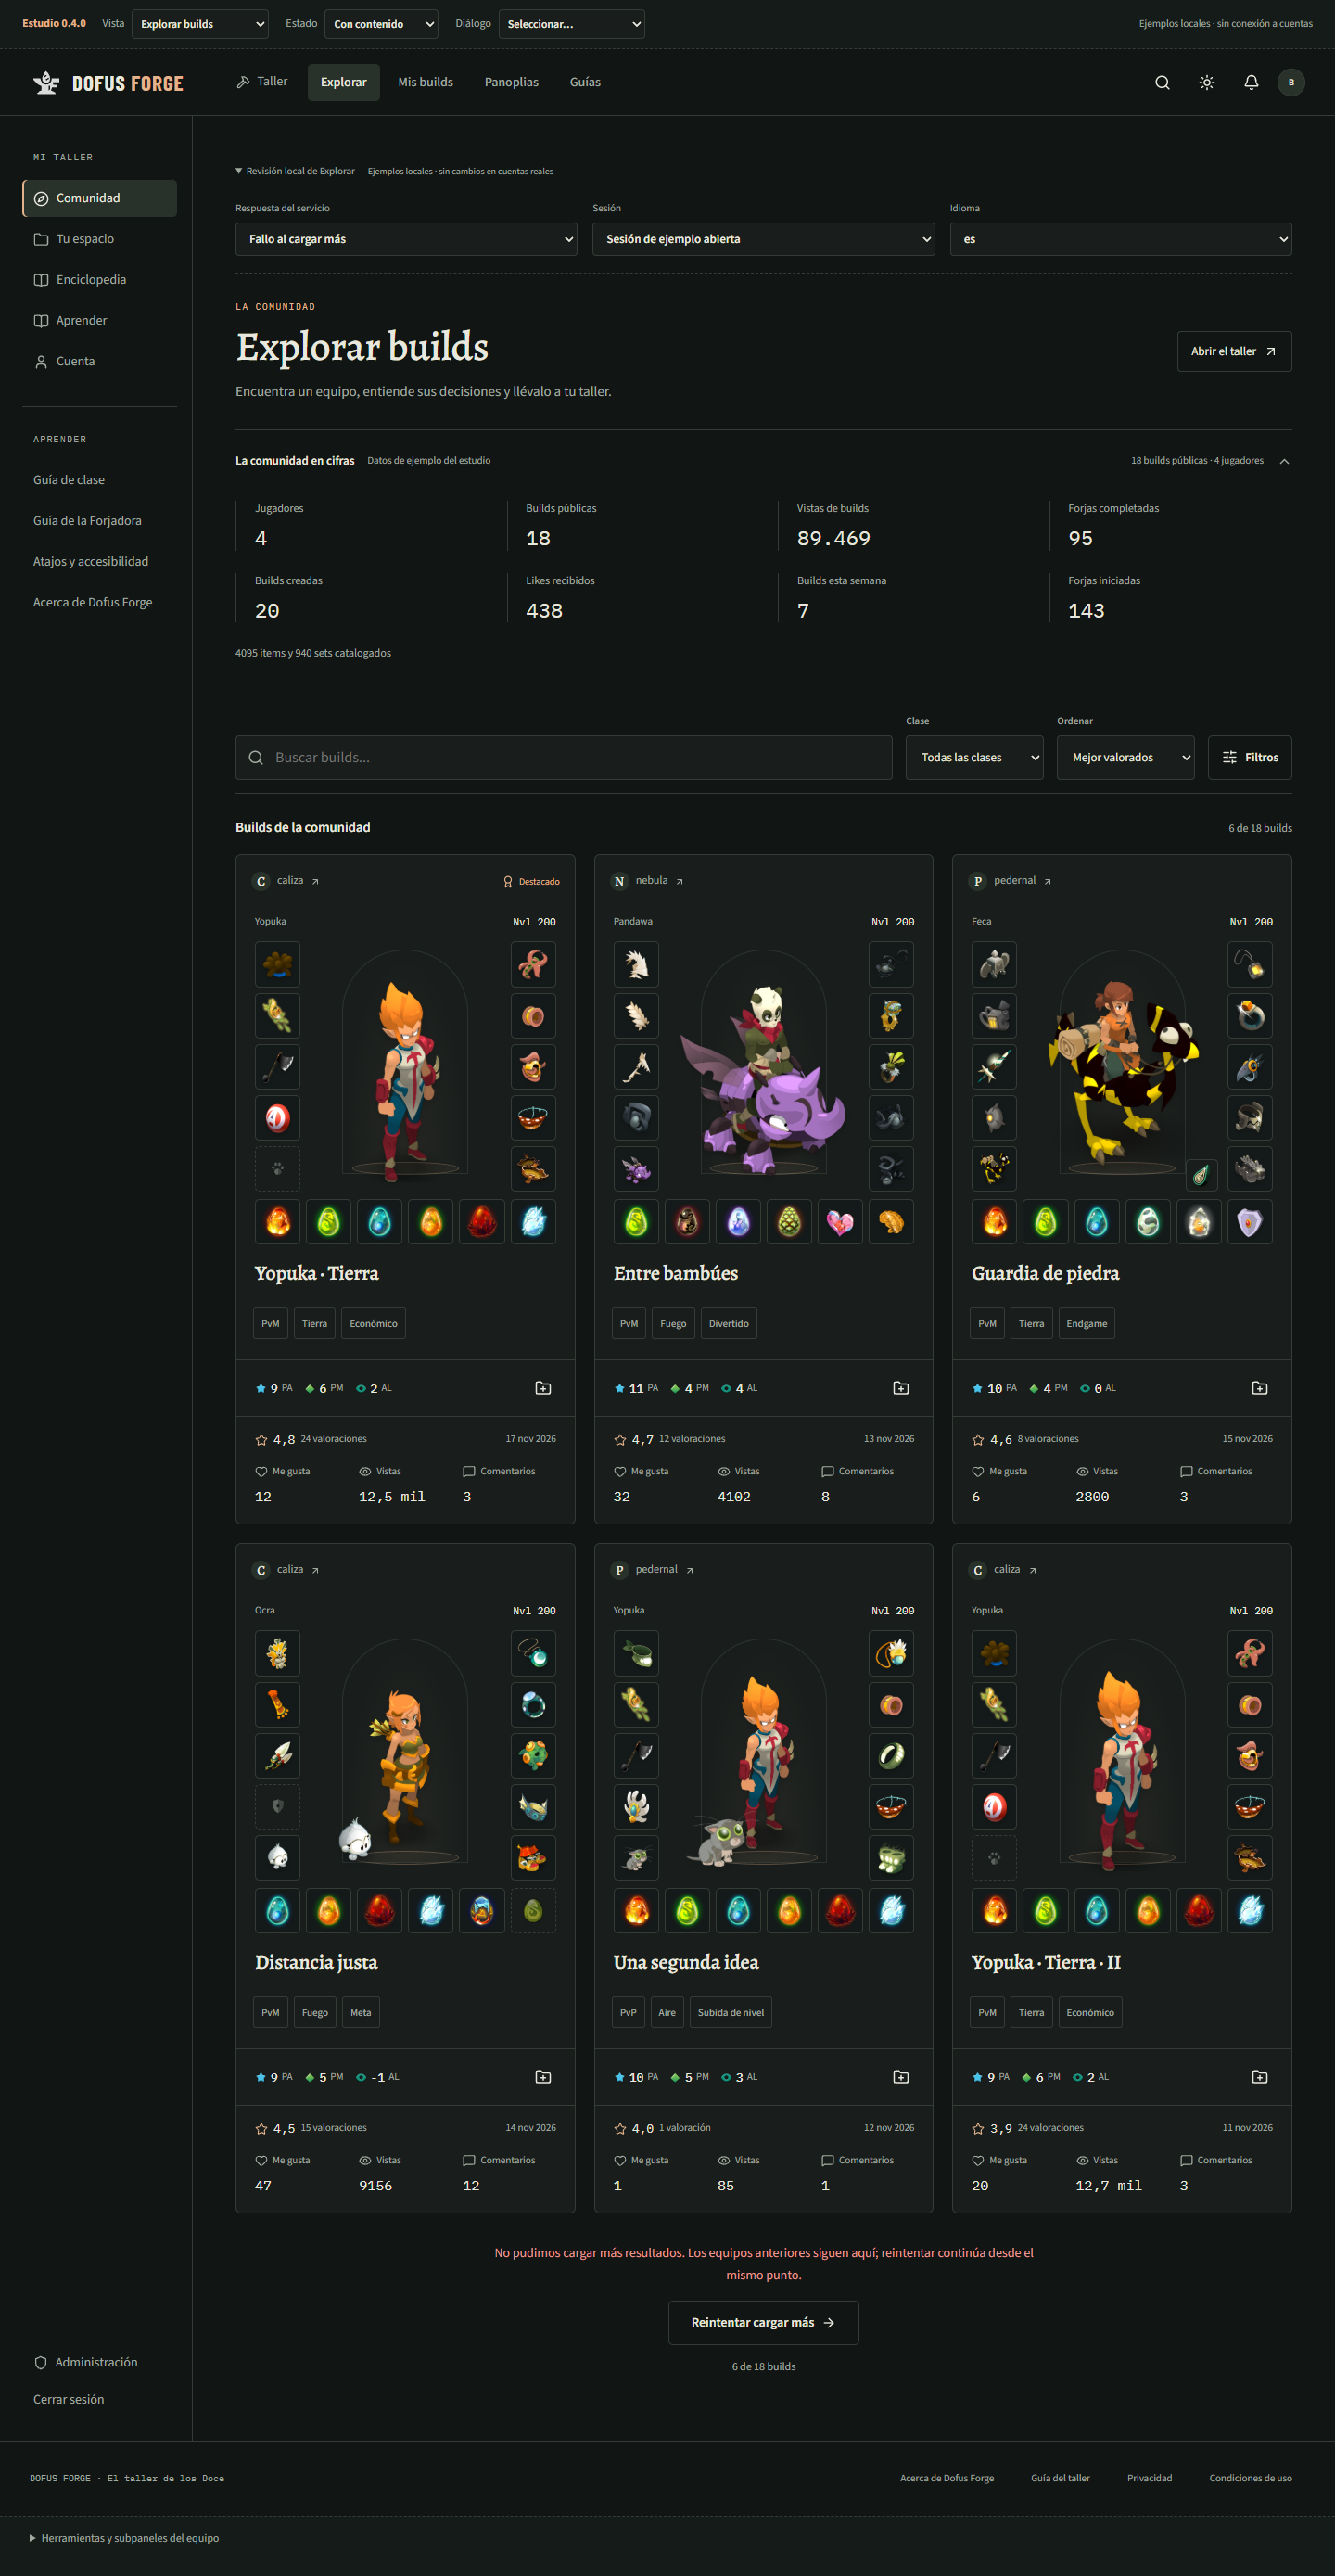 Estudio 0.4.0 Vista Explorar builds Estado Con contenido Diálogo Seleccionar... Ejemplos locales · sin conexión a cuentas
DOFUS FORGE Taller Explorar Mis builds Panoplias Guías B
MI TALLER
Comunidad
Tu espacio
Enciclopedia
Aprender
Cuenta
APRENDER
Guía de clase
Guía de la Forjadora
Atajos y accesibilidad
Acerca de Dofus Forge
Administración
Cerrar sesión
Revisión local de Explorar Ejemplos locales · sin cambios en cuentas reales
Respuesta del servicio Sesión Idioma
Fallo al cargar más Sesión de ejemplo abierta es
LA COMUNIDAD
Explorar builds
Abrir el taller
Encuentra un equipo, entiende sus decisiones y llévalo a tu taller.
La comunidad en cifras Datos de ejemplo del estudio 18 builds públicas · 4 jugadores
Jugadores Builds públicas Vistas de builds Forjas completadas
4 18 89.469 95
Builds creadas Likes recibidos Builds esta semana Forjas iniciadas
20 438 7 143
4095 items y 940 sets catalogados
Clase Ordenar
Buscar builds... Todas las clases Mejor valorados Filtros
Builds de la comunidad 6 de 18 builds
C caliza Destacado
Yopuka Nvl 200
Yopuka · Tierra
PvM Tierra Económico
9 PA 6 PM 2 AL
4,8 24 valoraciones 17 nov 2026
Me gusta Vistas Comentarios
12 12,5 mil 3
N nebula
Pandawa Nvl 200
Entre bambúes
PvM Fuego Divertido
11 PA 4 PM 4 AL
4,7 12 valoraciones 13 nov 2026
Me gusta Vistas Comentarios
32 4102 8
P pedernal
Feca Nvl 200
Guardia de piedra
PvM Tierra Endgame
10 PA 4 PM 0 AL
4,6 8 valoraciones 15 nov 2026
Me gusta Vistas Comentarios
6 2800 3
C caliza
Ocra Nvl 200
Distancia justa
PvM Fuego Meta
9 PA 5 PM -1 AL
4,5 15 valoraciones 14 nov 2026
Me gusta Vistas Comentarios
47 9156 12
P pedernal
Yopuka Nvl 200
Una segunda idea
PvP Aire Subida de nivel
10 PA 5 PM 3 AL
4,0 1 valoración 12 nov 2026
Me gusta Vistas Comentarios
1 85 1
C caliza
Yopuka Nvl 200
Yopuka · Tierra · II
PvM Tierra Económico
9 PA 6 PM 2 AL
3,9 24 valoraciones 11 nov 2026
Me gusta Vistas Comentarios
20 12,7 mil 3
No pudimos cargar más resultados. Los equipos anteriores siguen aquí; reintentar continúa desde el
mismo punto.
Reintentar cargar más
6 de 18 builds
DOFUS FORGE · El taller de los Doce Acerca de Dofus Forge Guía del taller Privacidad Condiciones de uso
Herramientas y subpaneles del equipo